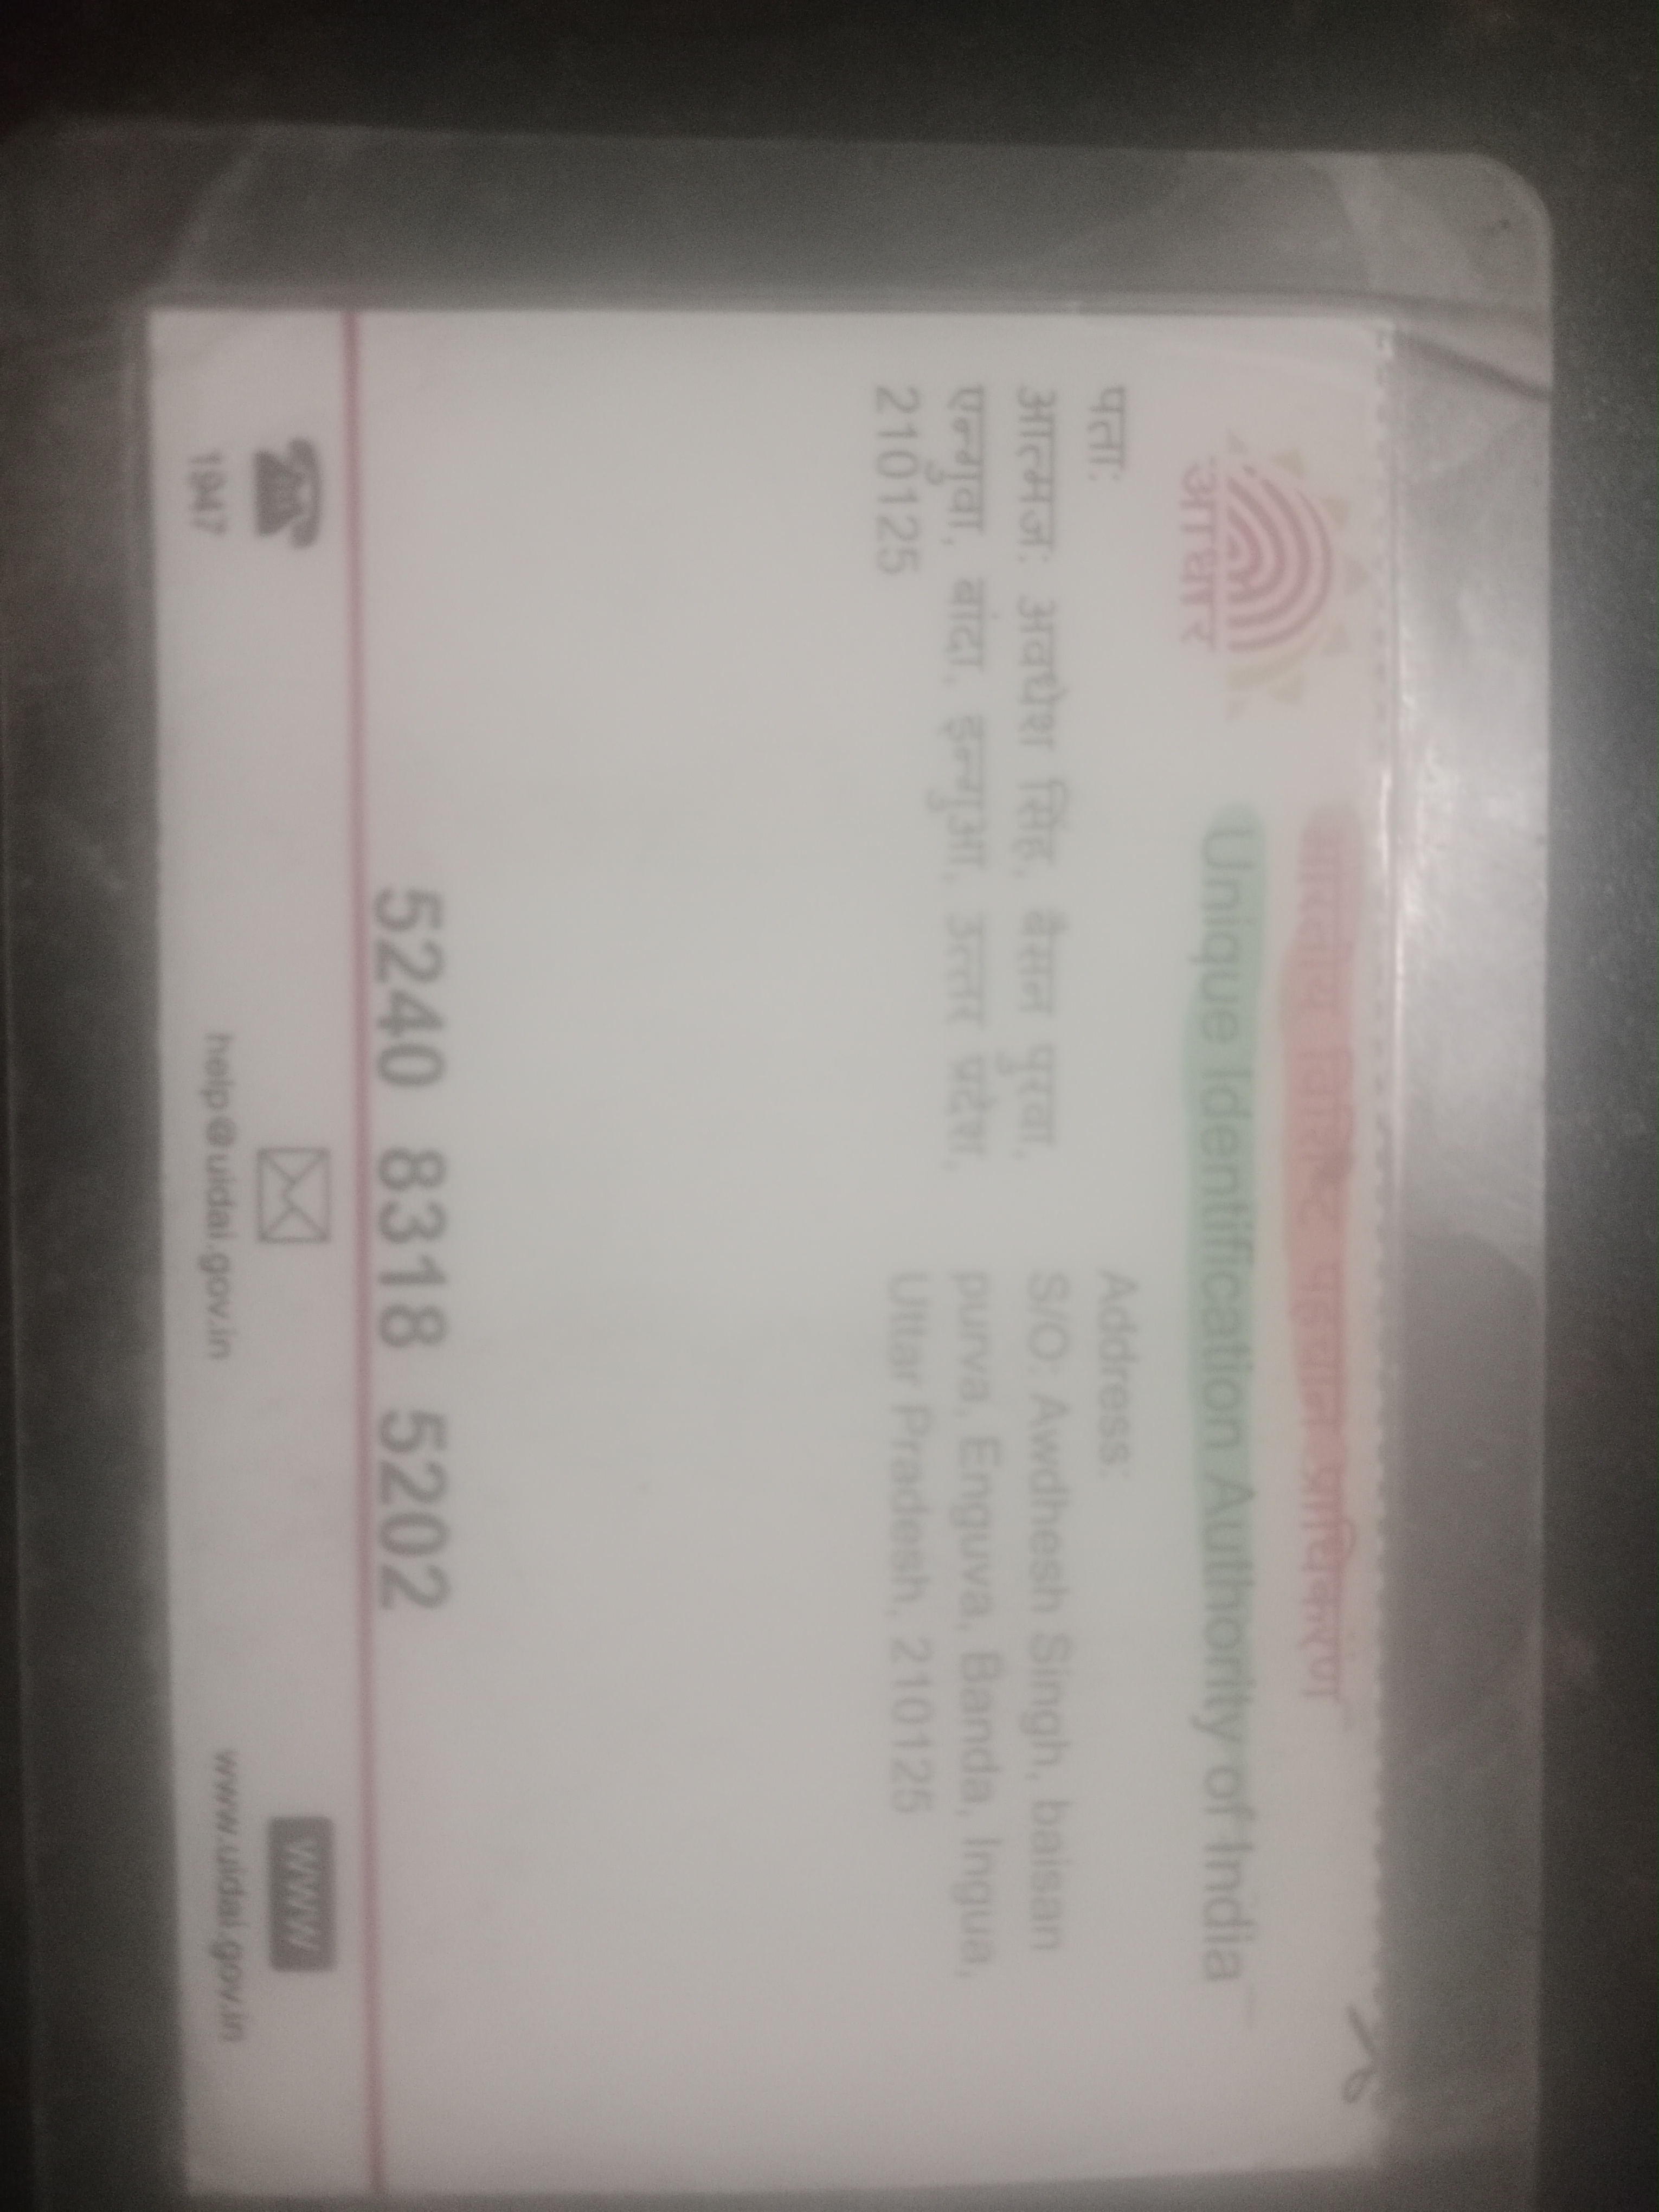 भारतीय विशिष्ट पहचान प्राधिकरण
Unique Identification Authority of India
आधार
पता:
आत्मज: अवधेश सिंह, बैसन पुरवा,
एन्गुवा, बांदा, इन्गुआ, उत्तर प्रदेश,
210125
Address:
S/O: Awdhesh Singh, baisan
purva, Enguva, Banda, Ingua,
Uttar Pradesh, 210125
5240 8318 5202
1947
help@uidai.gov.in
WWW
www.uidai.gov.in